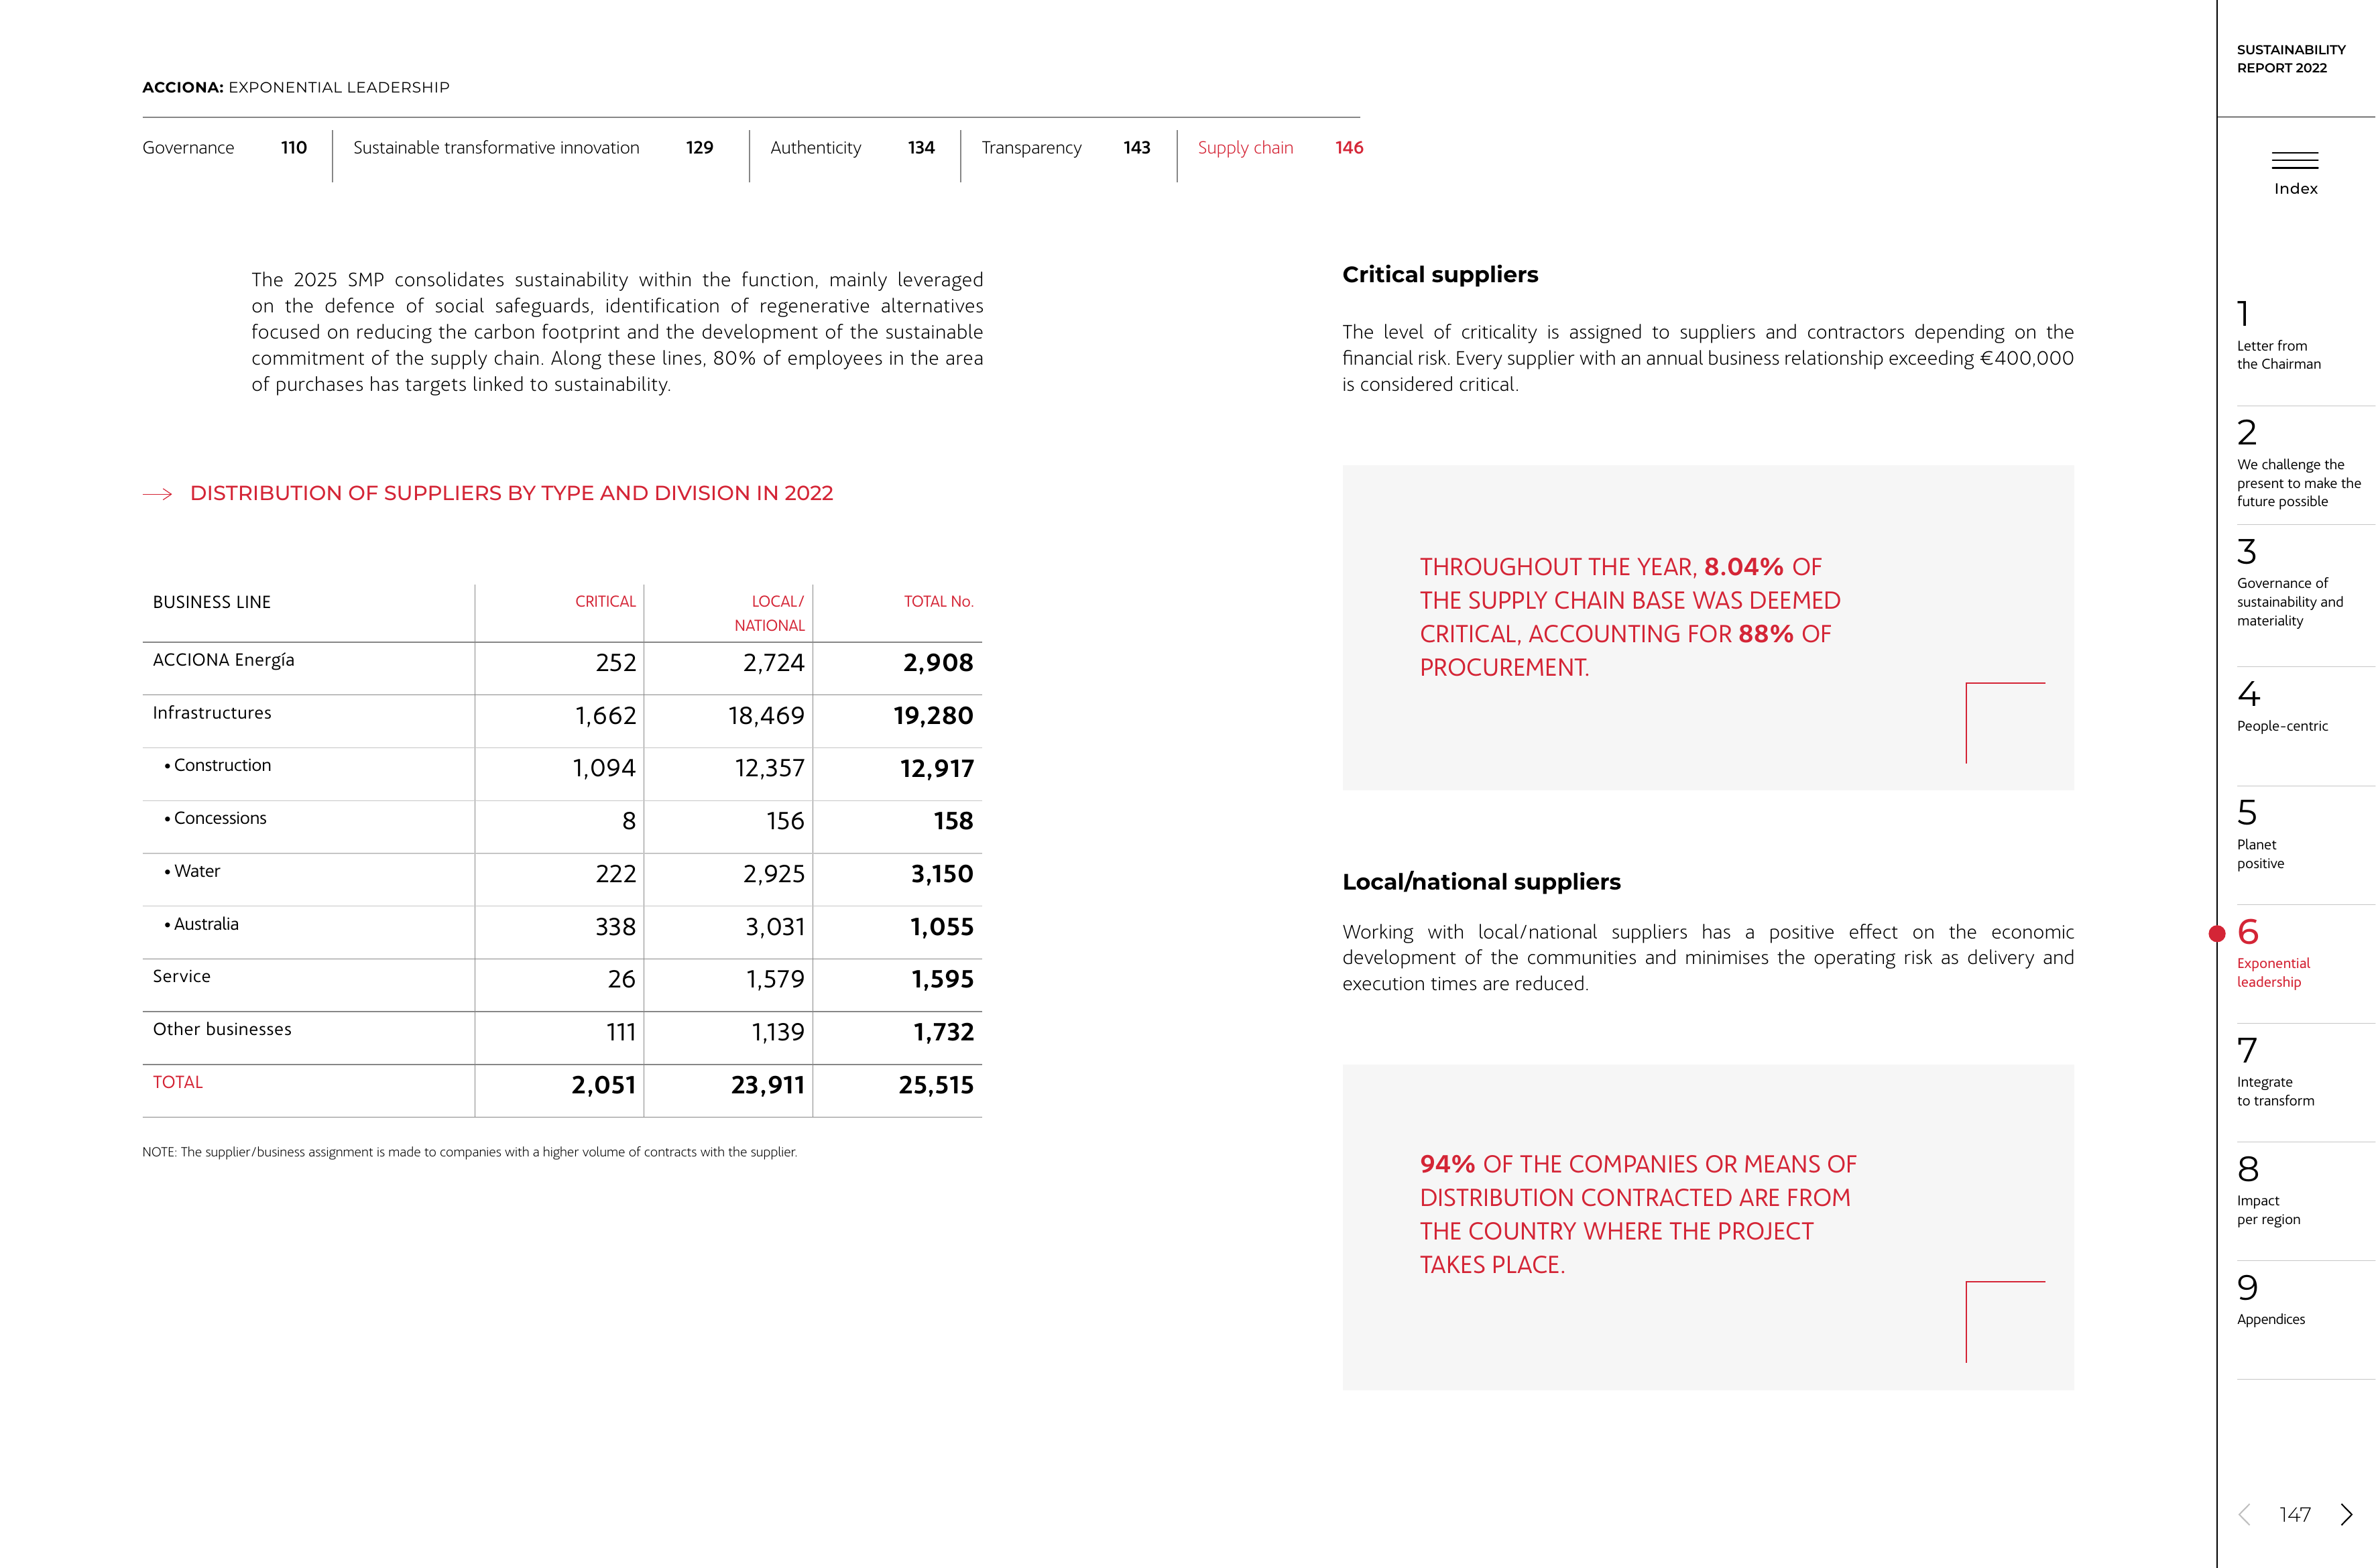 ACCIONA: EXPONENTIAL LEADERSHIP
Governance 110 Sustainable transformative innovation 129 Authenticity 134 Transparency 143 Supply chain 146
The 2025 SMP consolidates sustainability within the function, mainly leveraged
on the defence of social safeguards, identification of regenerative alternatives
focused on reducing the carbon footprint and the development of the sustainable
commitment of the supply chain. Along these lines, 80% of employees in the area
of purchases has targets linked to sustainability.
DISTRIBUTION OF SUPPLIERS BY TYPE AND DIVISION IN 2022
BUSINESS LINE CRITICAL LOCAL/ TOTAL No.
NATIONAL
ACCIONA Energía 252 2,724 2,908
Infrastructures 1,662 18,469 19,280
• Construction 1,094 12,357 12,917
• Concessions 8 156 158
• Water 222 2,925 3,150
• Australia 338 3,031 1,055
Service 26 1,579 1,595
Other businesses 111 1,139 1,732
TOTAL 2,051 23,911 25,515
NOTE: The supplier/business assignment is made to companies with a higher volume of contracts with the supplier.
Critical suppliers
The level of criticality is assigned to suppliers and contractors depending on the
financial risk. Every supplier with an annual business relationship exceeding €400,000
is considered critical.
THROUGHOUT THE YEAR, 8.04% OF
THE SUPPLY CHAIN BASE WAS DEEMED
CRITICAL, ACCOUNTING FOR 88% OF
PROCUREMENT.
Local/national suppliers
Working with local/national suppliers has a positive effect on the economic
development of the communities and minimises the operating risk as delivery and
execution times are reduced.
94% OF THE COMPANIES OR MEANS OF
DISTRIBUTION CONTRACTED ARE FROM
THE COUNTRY WHERE THE PROJECT
TAKES PLACE.
SUSTAINABILITY
REPORT 2022
Index
1
Letter from
the Chairman
2
We challenge the
present to make the
future possible
3
Governance of
sustainability and
materiality
4
People-centric
5
Planet
positive
6
Exponential
leadership
7
Integrate
to transform
8
Impact
per region
9
Appendices
147